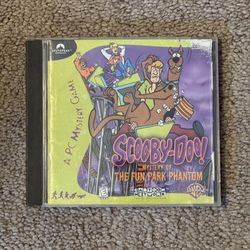 A PC MYSTERY GAME
SCOOBY-DOO!
MYSTERY OF
THE FUN PARK PHANTOM